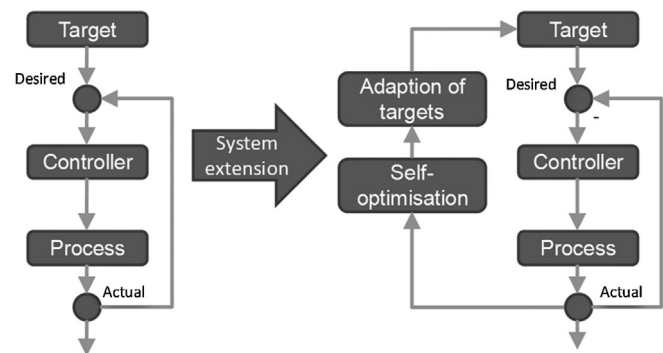 Target
Desired
Controller
Process
Actual
System
extension
Adaption of
targets
Self-
optimisation
Target
Desired
-
Controller
Process
Actual